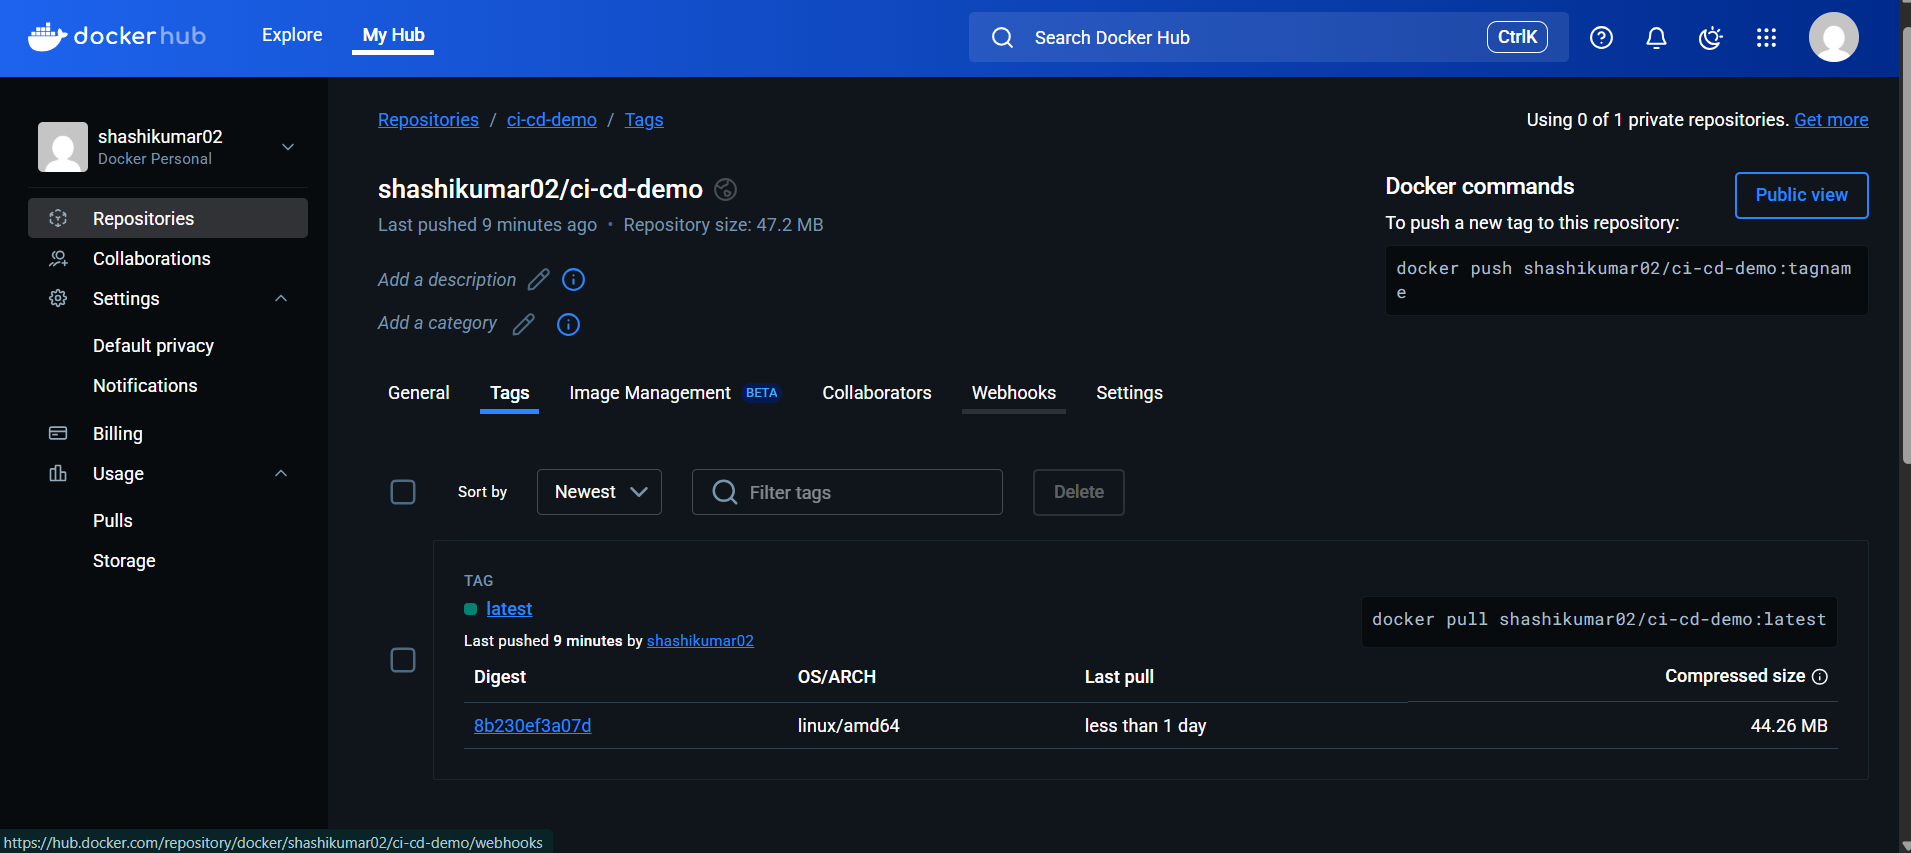 docker hub
Explore
My Hub
Search Docker Hub
CtrlK
shashikumar02
Docker Personal
Repositories
Collaborations
Settings
Default privacy
Notifications
Billing
Usage
Pulls
Storage
Repositories / ci-cd-demo / Tags
Using 0 of 1 private repositories. Get more
shashikumar02/ci-cd-demo
Last pushed 9 minutes ago • Repository size: 47.2 MB
Add a description
Add a category
Docker commands
Public view
To push a new tag to this repository:
docker push shashikumar02/ci-cd-demo:tagnam
e
General
Tags
Image Management BETA
Collaborators
Webhooks
Settings
Sort by
Newest
Filter tags
Delete
TAG
latest
Last pushed 9 minutes by shashikumar02
docker pull shashikumar02/ci-cd-demo:latest
Digest OS/ARCH Last pull Compressed size
8b230ef3a07d linux/amd64 less than 1 day 44.26 MB
https://hub.docker.com/repository/docker/shashikumar02/ci-cd-demo/webhooks